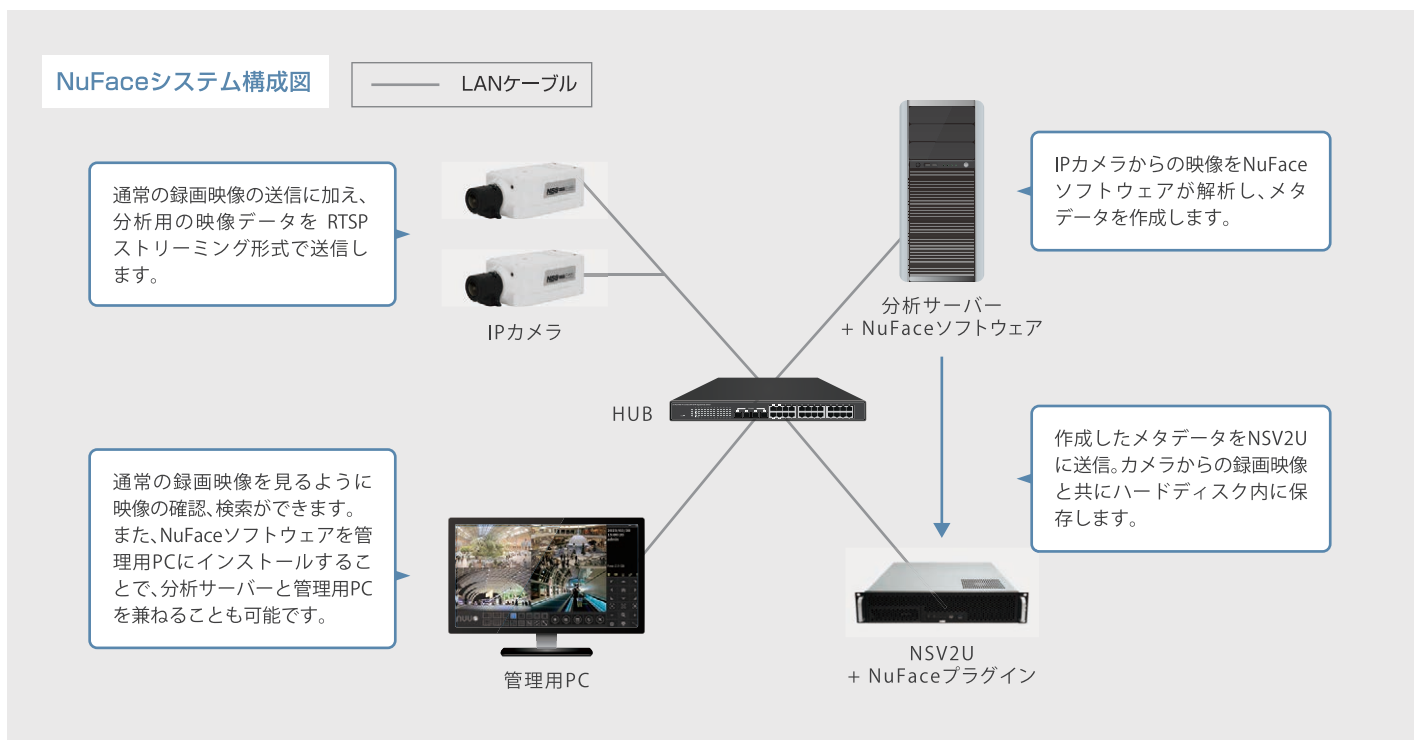 NuFaceシステム構成図
LANケーブル
通常の録画映像の送信に加え、
分析用の映像データを RTSP
ストリーミング形式で送信し
ます。
IPカメラ
IPカメラからの映像をNuFace
ソフトウェアが解析し、メタ
データを作成します。
分析サーバー
+ NuFaceソフトウェア
HUB
通常の録画映像を見るように
映像の確認、検索ができます。
また、NuFaceソフトウェアを管
理用PCにインストールするこ
とで、分析サーバーと管理用PC
を兼ねることも可能です。
nuuo
管理用PC
作成したメタデータをNSV2U
に送信。カメラからの録画映像
と共にハードディスク内に保
存します。
NSV2U
+ NuFaceプラグイン